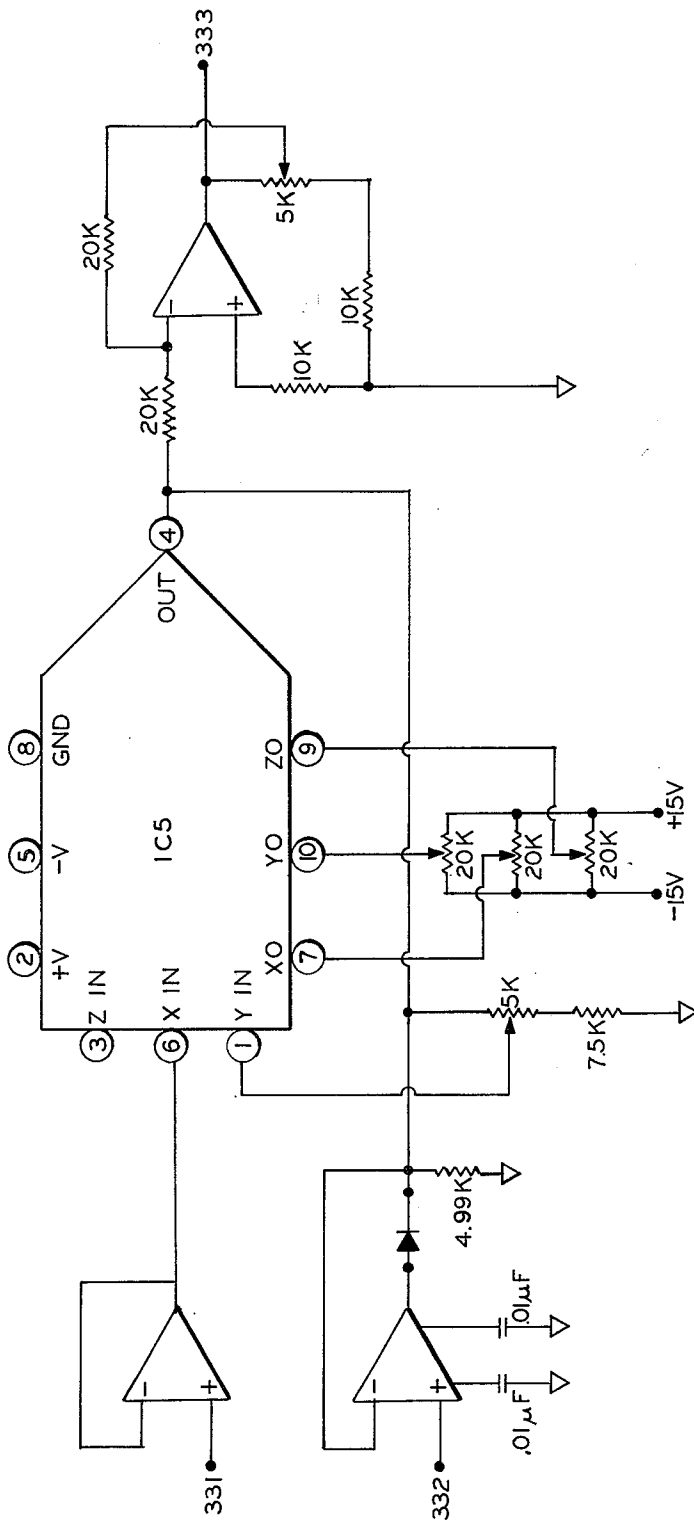 2
5
8
+V
-V
GND
3
Z IN
6
X IN
1
Y IN
IC5
XO
YO
ZO
7
10
9
OUT
4
-
+
331
-
+
332
.01µF
.01µF
4.99K
5K
7.5K
20K
20K
20K
-15V
+15V
20K
20K
-
+
10K
10K
5K
333